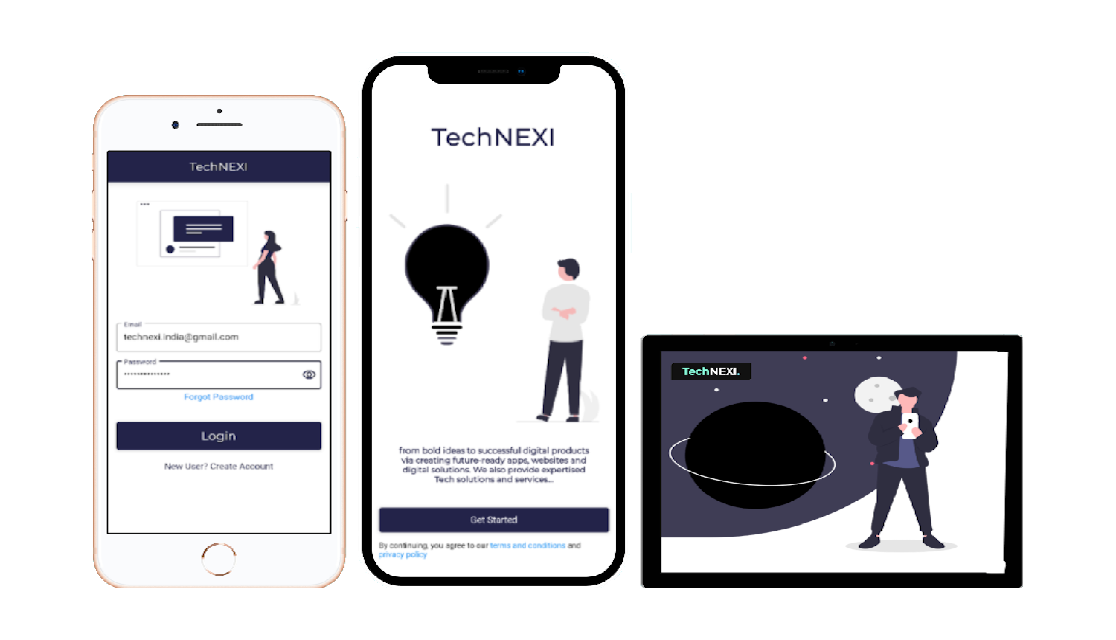 TechNEXI
Email
technexi.india@gmail.com
Password
••••••••••••••
Forgot Password
Login
New User? Create Account
TechNEXI
from bold ideas to successful digital products
via creating future-ready apps, websites and
digital solutions. We also provide expertised
Tech solutions and services...
Get Started
By continuing, you agree to our terms and conditions and
privacy policy
TechNEXI.